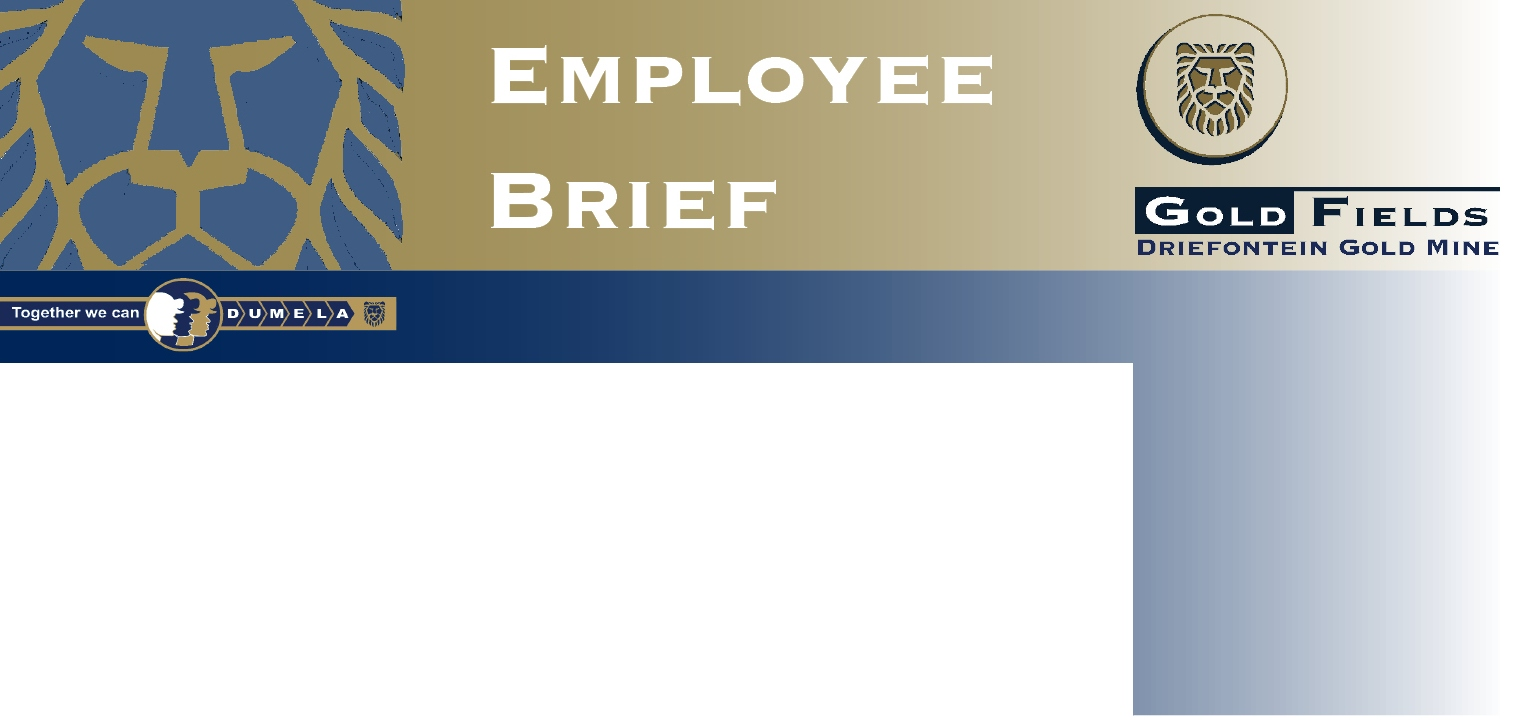 EMPLOYEE
BRIEF
GOLD FIELDS
DRIEFONTEIN GOLD MINE
Together we can DUMELA